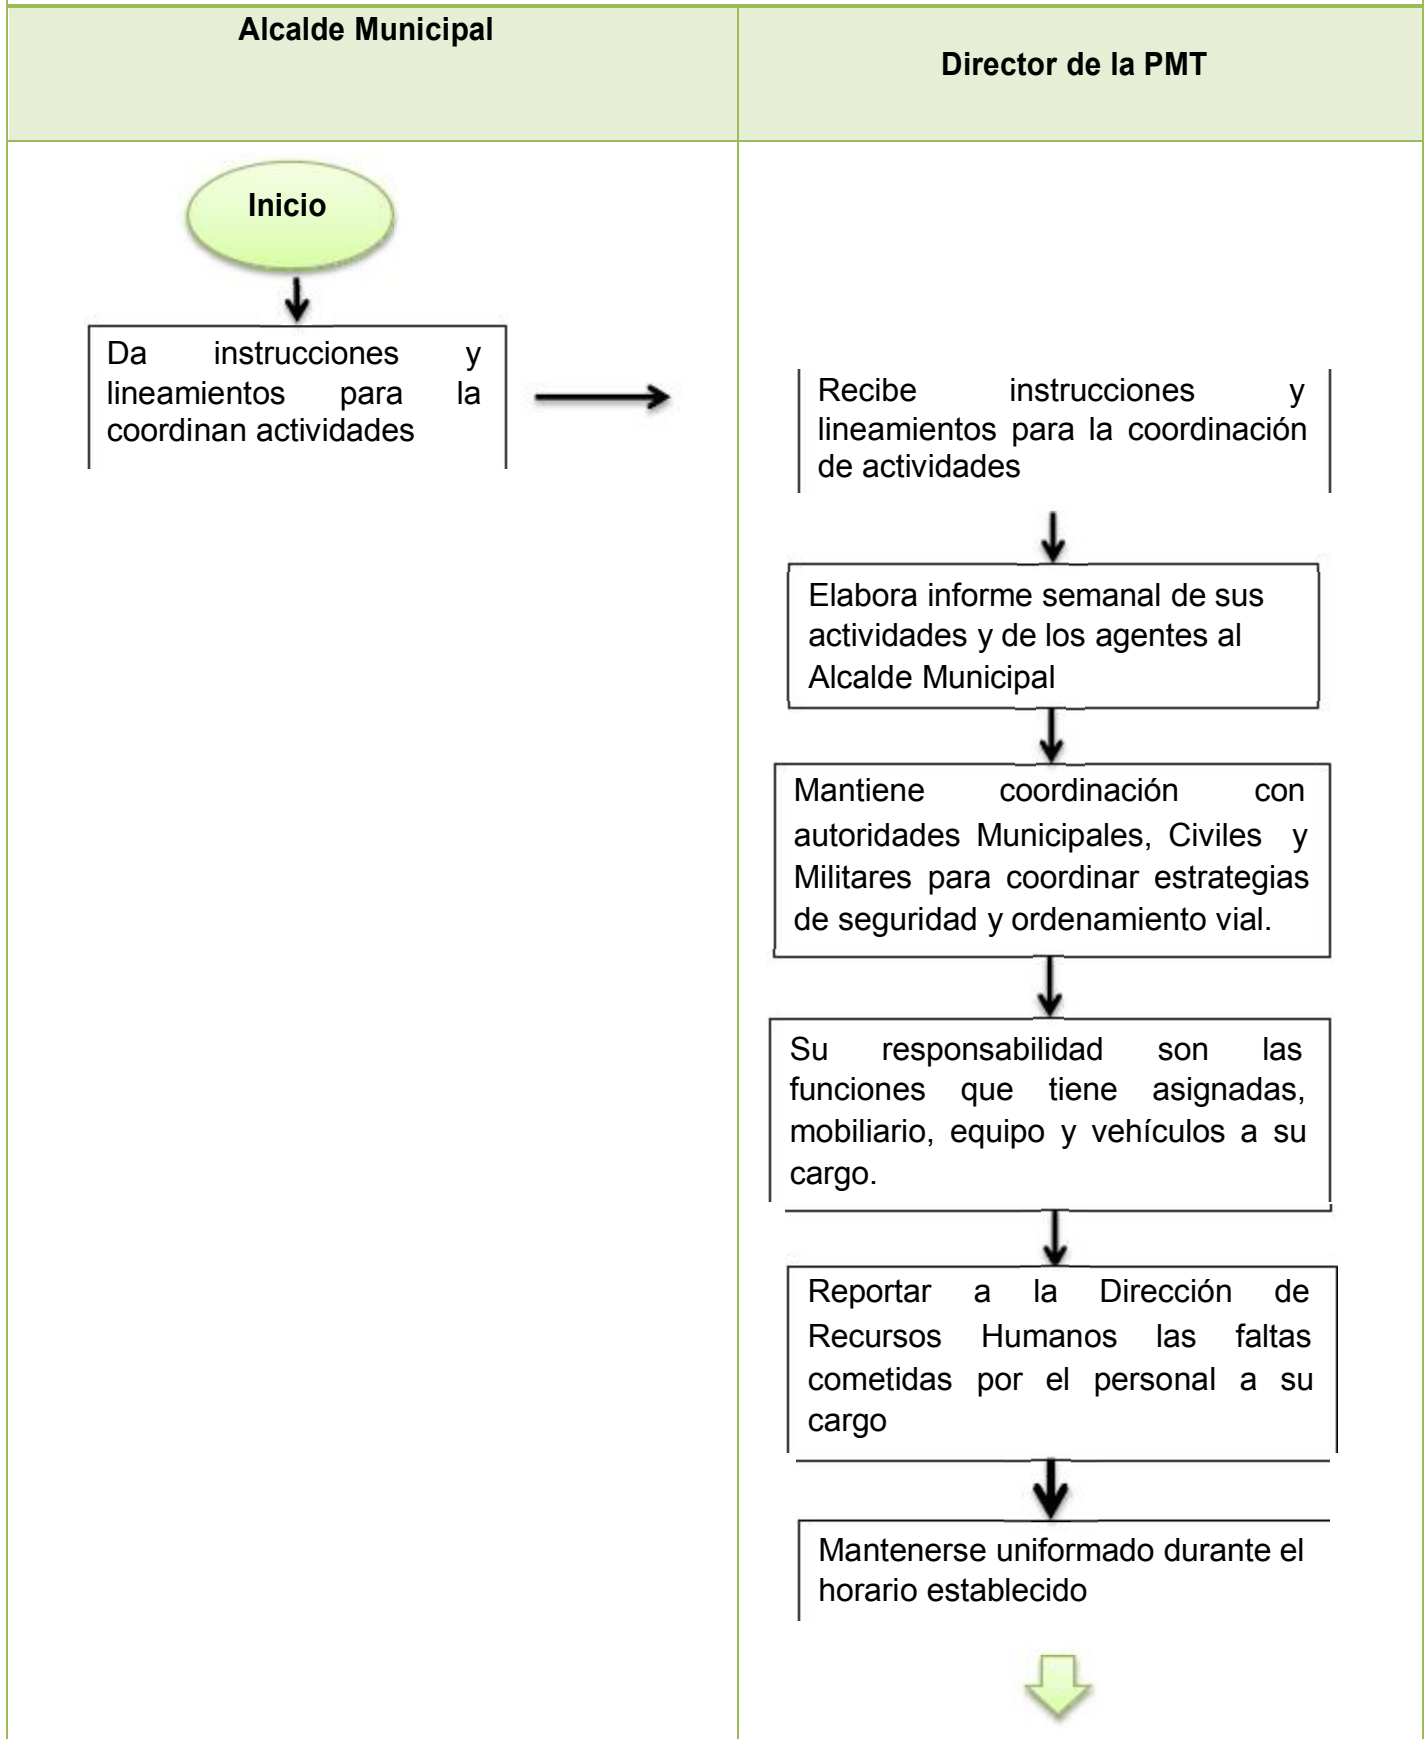 Alcalde Municipal
Director de la PMT
Inicio
Da instrucciones y
lineamientos para la
coordinan actividades
Recibe instrucciones y
lineamientos para la coordinación
de actividades
Elabora informe semanal de sus
actividades y de los agentes al
Alcalde Municipal
Mantiene coordinación con
autoridades Municipales, Civiles y
Militares para coordinar estrategias
de seguridad y ordenamiento vial.
Su responsabilidad son las
funciones que tiene asignadas,
mobiliario, equipo y vehículos a su
cargo.
Reportar a la Dirección de
Recursos Humanos las faltas
cometidas por el personal a su
cargo
Mantenerse uniformado durante el
horario establecido